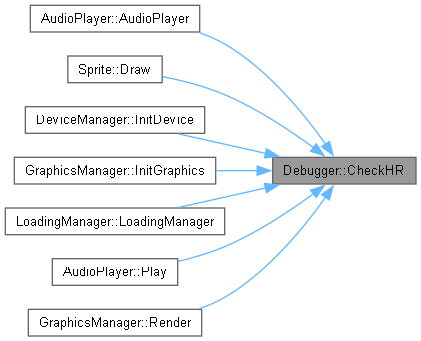 AudioPlayer::AudioPlayer
Sprite::Draw
DeviceManager::InitDevice
GraphicsManager::InitGraphics
Debugger::CheckHR
LoadingManager::LoadingManager
AudioPlayer::Play
GraphicsManager::Render